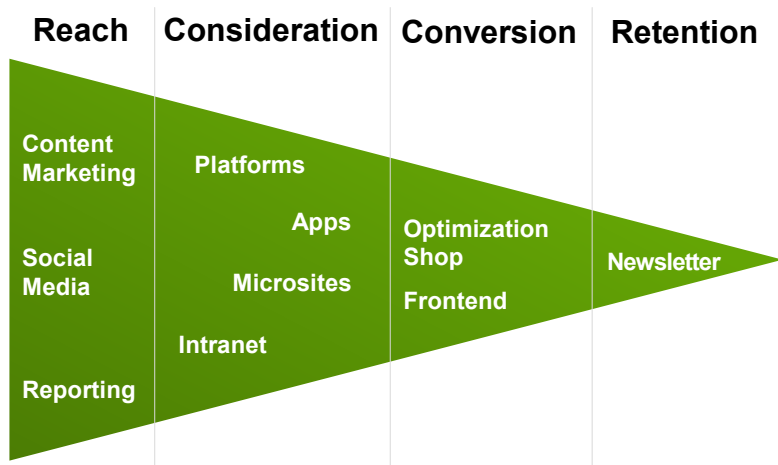 Reach
Consideration
Conversion
Retention
Content
Marketing
Social
Media
Reporting
Platforms
Apps
Microsites
Intranet
Optimization
Shop
Frontend
Newsletter